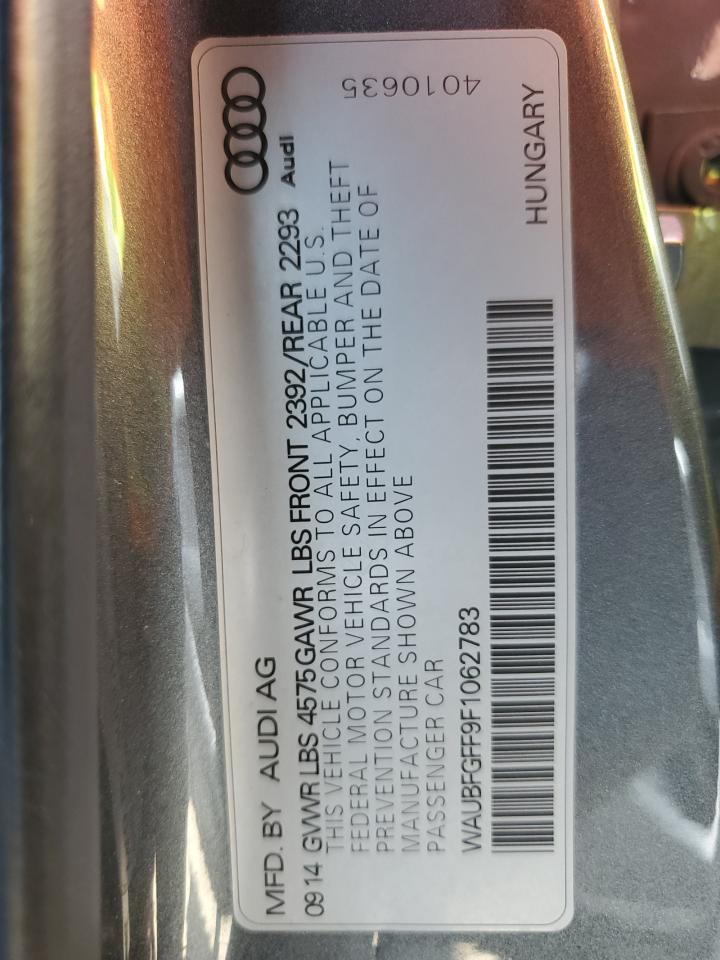 MFD. BY AUDI AG
Audi
09 14 GVWR LBS 4575 GAWR LBS FRONT 2392/REAR 2293
THIS VEHICLE CONFORMS TO ALL APPLICABLE U.S.
FEDERAL MOTOR VEHICLE SAFETY, BUMPER AND THEFT
PREVENTION STANDARDS IN EFFECT ON THE DATE OF
MANUFACTURE SHOWN ABOVE
PASSENGER CAR
4010635
WAUBFGFF9F1062783
HUNGARY